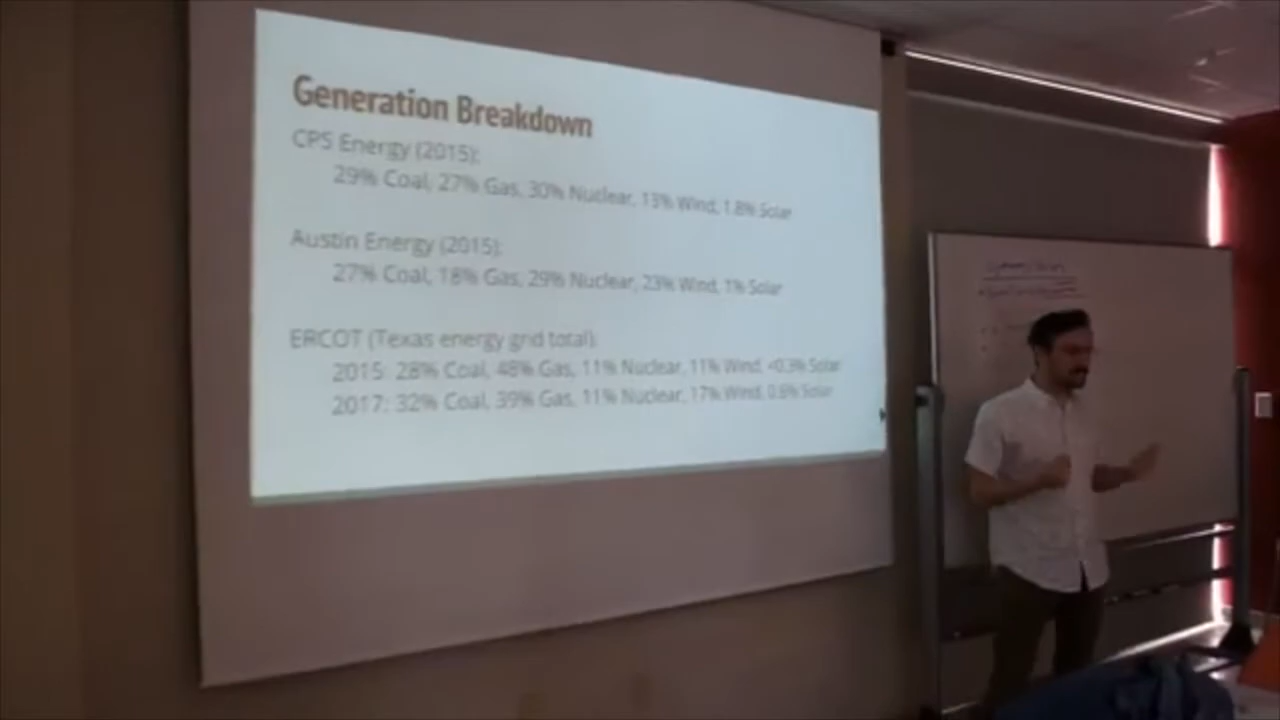 Generation Breakdown
CPS Energy (2015):
29% Coal, 27% Gas, 30% Nuclear, 13% Wind, 1.8% Solar
Austin Energy (2015):
27% Coal, 18% Gas, 29% Nuclear, 23% Wind, 1% Solar
ERCOT (Texas energy grid total):
2015: 28% Coal, 48% Gas, 11% Nuclear, 11% Wind, <0.3% Solar
2017: 32% Coal, 39% Gas, 11% Nuclear, 17% Wind, Solar